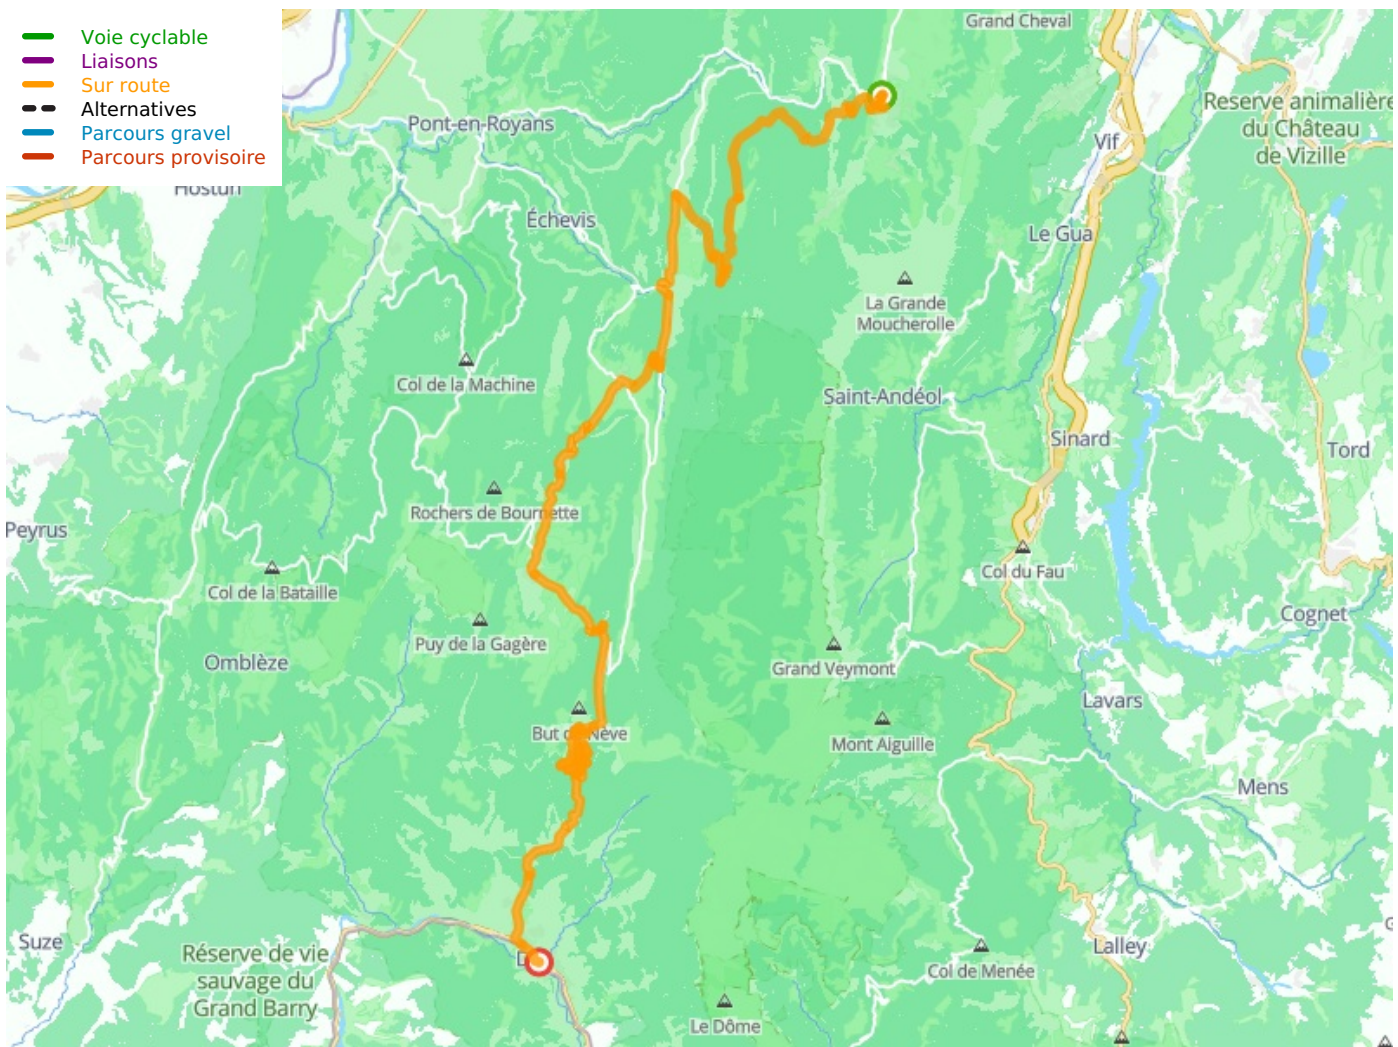 Voie cyclable
Liaisons
Sur route
Alternatives
Parcours gravel
Parcours provisoire
Grand Cheval
Reserve animalière
du Château
de Vizille
Pont-en-Royans
Vif
Hostun
Échevis
Le Gua
La Grande
Moucherolle
Col de la Machine
Saint-Andéol
Sinard
Tord
Rochers de Bournette
Peyrus
Col du Fau
Col de la Bataille
Cognet
Puy de la Gagère
Omblèze
Grand Veymont
Lavars
But de Nève
Mont Aiguille
Mens
Suze
Réserve de vie
sauvage du
Grand Barry
Lalley
Col de Menée
Le Dôme